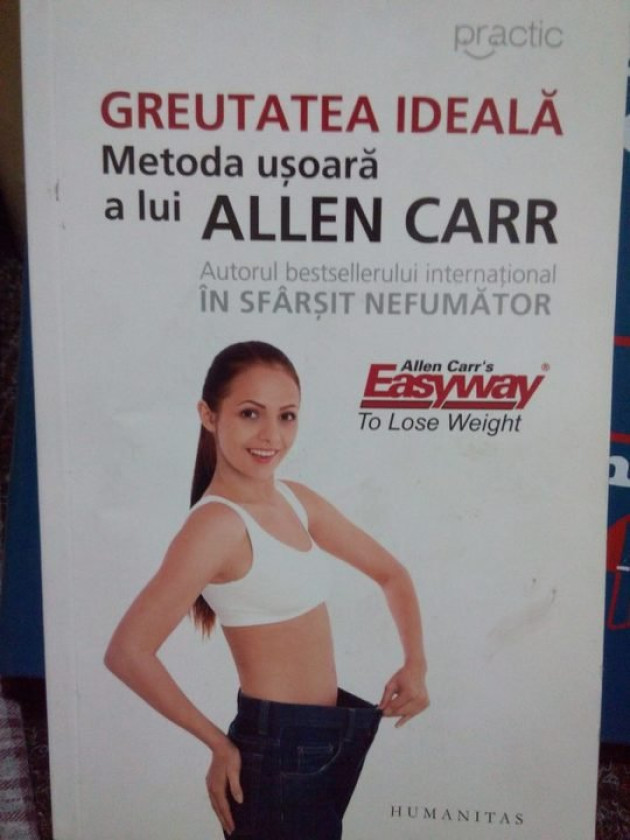 practic
GREUTATEA IDEALĂ
Metoda ușoară
a lui ALLEN CARR
Autorul bestsellerului internațional
ÎN SFÂRȘIT NEFUMĂTOR
Allen Carr's
Easyway®
To Lose Weight
HUMANITAS